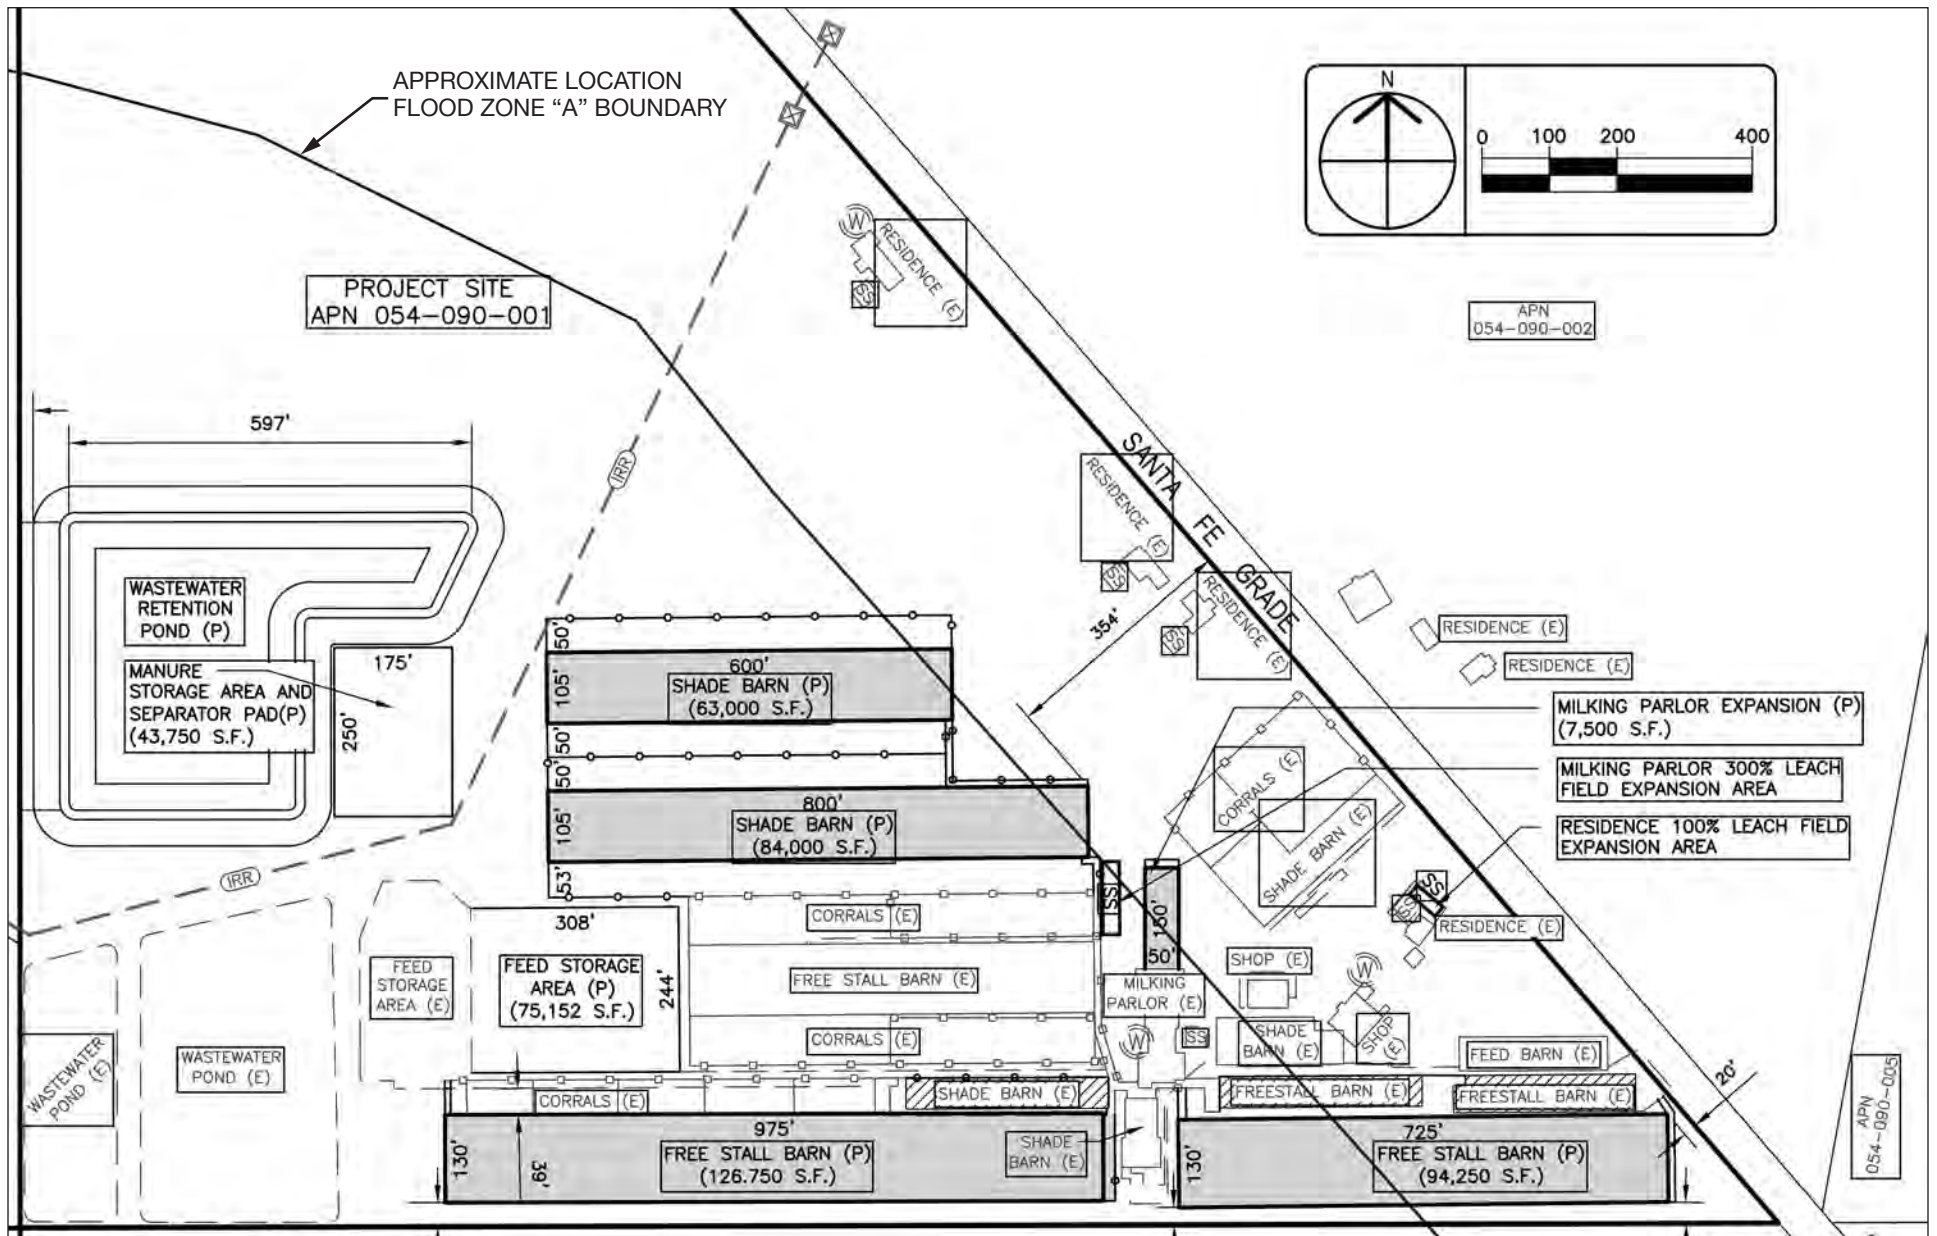 APPROXIMATE LOCATION
FLOOD ZONE “A” BOUNDARY
N
0 100 200 400
PROJECT SITE
APN 054-090-001
W
RESIDENCE (E)
SS
APN
054-090-002
597'
IRR
SANTA FE GRADE
RESIDENCE (E)
SS
RESIDENCE (E)
SS
354'
RESIDENCE (E)
RESIDENCE (E)
WASTEWATER
RETENTION
POND (P)
MANURE
STORAGE AREA AND
SEPARATOR PAD(P)
(43,750 S.F.)
175'
250'
50'
105'
600'
SHADE BARN (P)
(63,000 S.F.)
50'
50'
105'
800'
SHADE BARN (P)
(84,000 S.F.)
53'
MILKING PARLOR EXPANSION (P)
(7,500 S.F.)
MILKING PARLOR 300% LEACH
FIELD EXPANSION AREA
RESIDENCE 100% LEACH FIELD
EXPANSION AREA
CORRALS (E)
SHADE BARN (E)
SS
150'
50'
SS
SS
RESIDENCE (E)
IRR
308'
FEED STORAGE
AREA (P)
(75,152 S.F.)
244'
FEED
STORAGE
AREA (E)
CORRALS (E)
FREE STALL BARN (E)
CORRALS (E)
MILKING
PARLOR (E)
W
SS
SHOP (E)
W
SHADE
BARN (E)
SHOP
(E)
FEED BARN (E)
WASTEWATER
POND (E)
WASTEWATER
POND (E)
CORRALS (E)
SHADE BARN (E)
FREESTALL BARN (E)
FREESTALL BARN (E)
20'
APN
054-090-005
130'
39'
975'
FREE STALL BARN (P)
(126.750 S.F.)
SHADE
BARN (E)
130'
725'
FREE STALL BARN (P)
(94,250 S.F.)